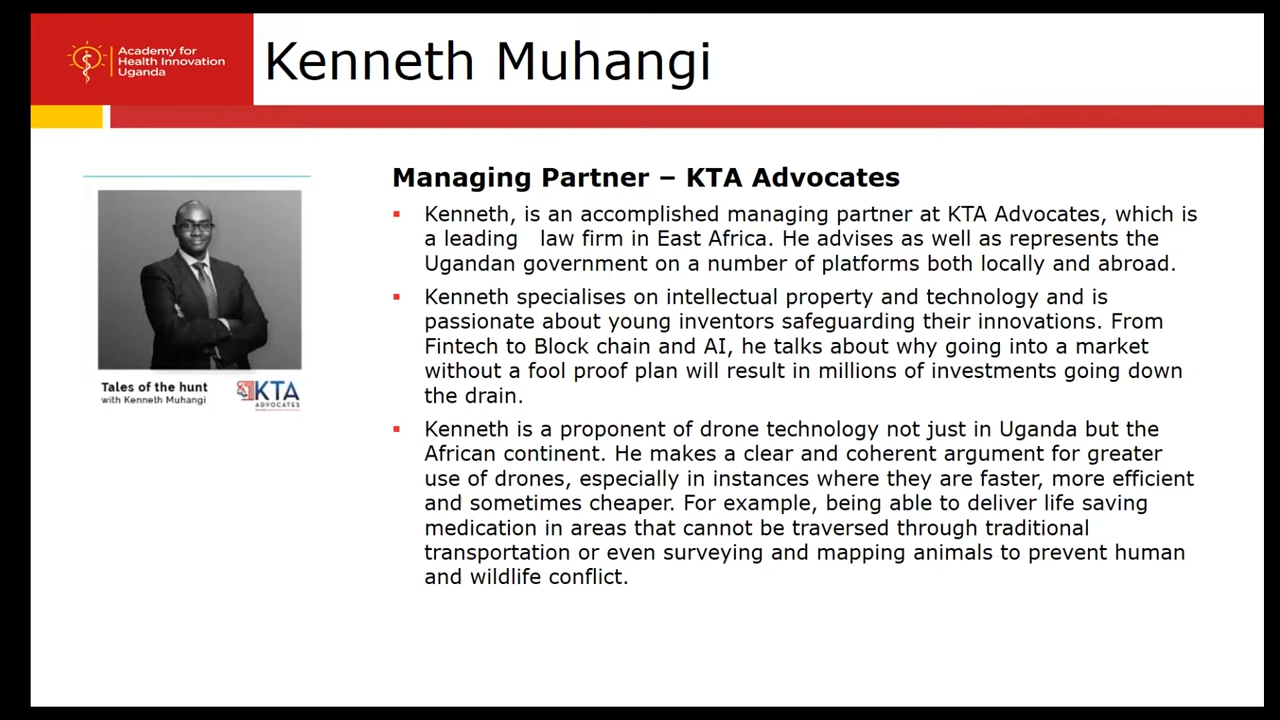 Academy for
Health Innovation
Uganda
Kenneth Muhangi
Managing Partner – KTA Advocates
Kenneth, is an accomplished managing partner at KTA Advocates, which is
a leading law firm in East Africa. He advises as well as represents the
Ugandan government on a number of platforms both locally and abroad.
Kenneth specialises on intellectual property and technology and is
passionate about young inventors safeguarding their innovations. From
Fintech to Block chain and AI, he talks about why going into a market
without a fool proof plan will result in millions of investments going down
the drain.
Kenneth is a proponent of drone technology not just in Uganda but the
African continent. He makes a clear and coherent argument for greater
use of drones, especially in instances where they are faster, more efficient
and sometimes cheaper. For example, being able to deliver life saving
medication in areas that cannot be traversed through traditional
transportation or even surveying and mapping animals to prevent human
and wildlife conflict.
Tales of the hunt
with Kenneth Muhangi
KTA
ADVOCATES